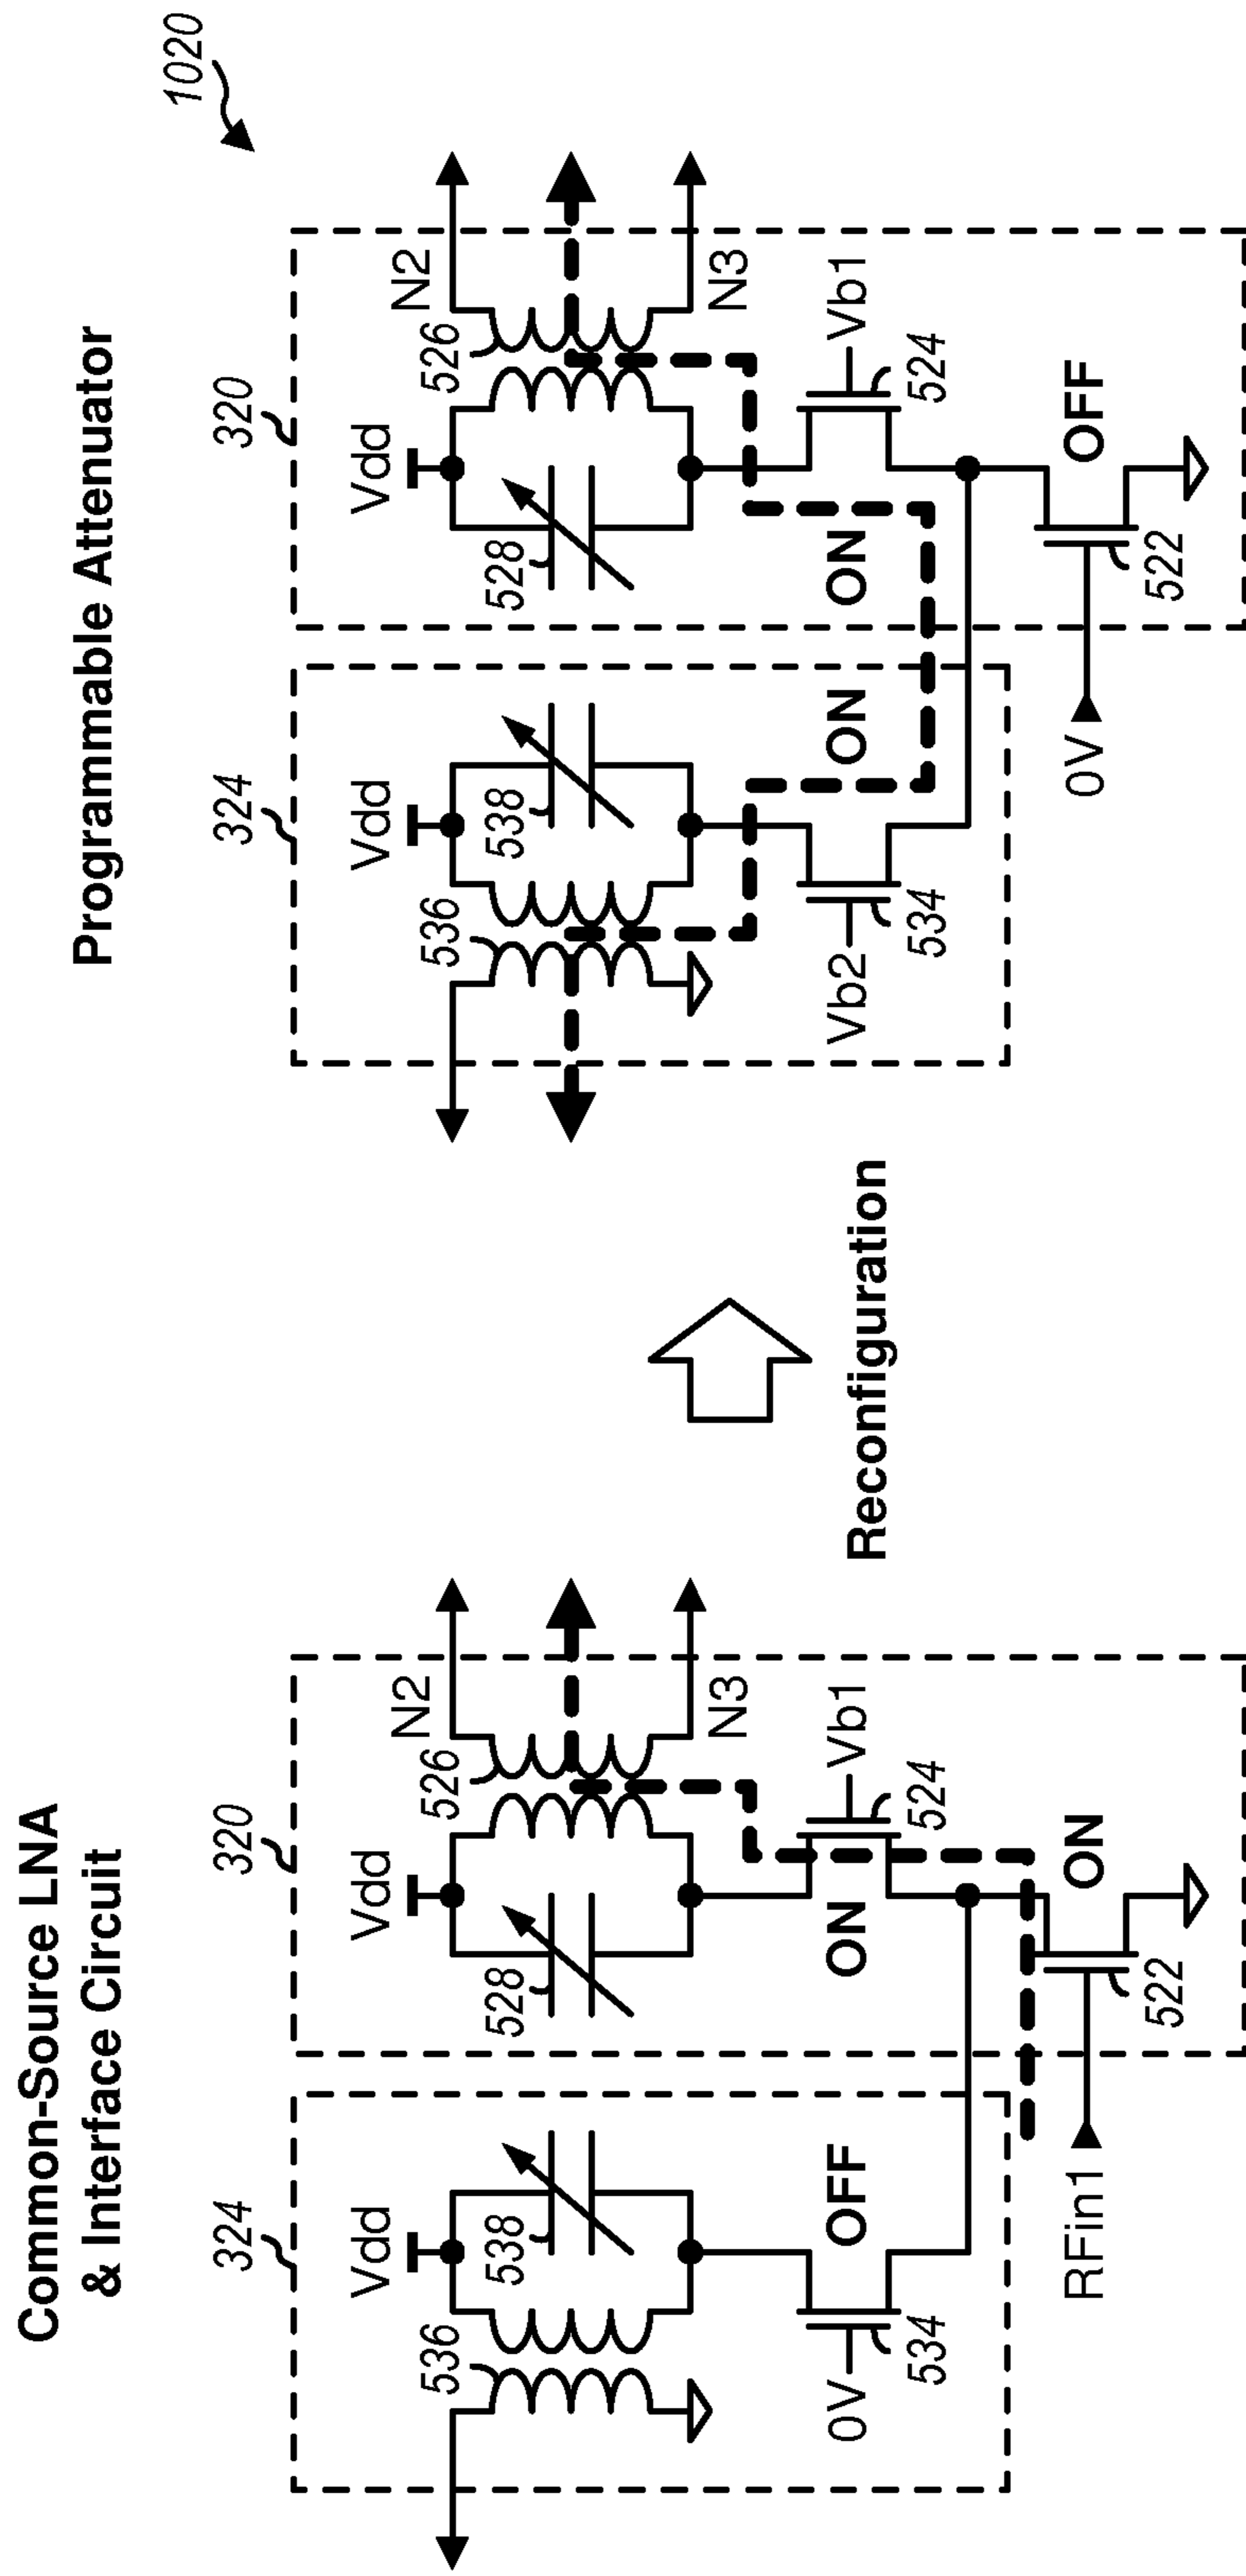 Common-Source LNA
& Interface Circuit
324
320
Vdd
Vdd
536
538
528
526
N2
N3
OFF
ON
0V
534
524
Vb1
RFin1
522
ON
Reconfiguration
Programmable Attenuator
1020
324
320
Vdd
Vdd
536
538
528
526
N2
N3
ON
ON
Vb2
534
524
Vb1
0V
522
OFF